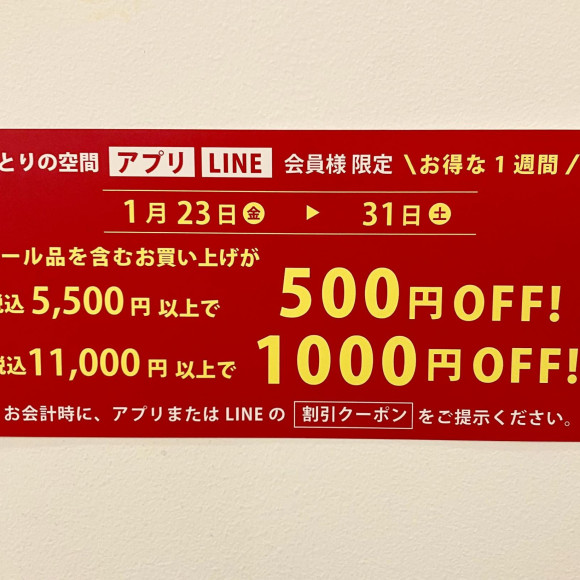 とりの空間 アプリ LINE 会員様 限定 \お得な1週間/
1月23日金 ▶ 31日土
ール品を含むお買い上げが
税込 5,500円以上で 500円OFF!
税込 11,000円以上で 1000円OFF!
お会計時に、アプリまたはLINEの 割引クーポン をご提示ください。